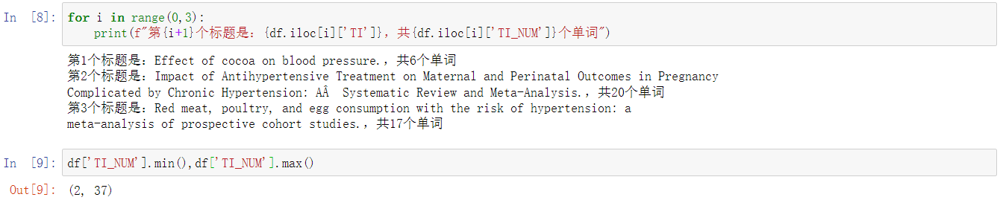 In [8]: for i in range(0,3):
print(f"第{i+1}个标题是：{df.iloc[i]['TI']}，共{df.iloc[i]['TI_NUM']}个单词")
第1个标题是：Effect of cocoa on blood pressure.，共6个单词
第2个标题是：Impact of Antihypertensive Treatment on Maternal and Perinatal Outcomes in Pregnancy
Complicated by Chronic Hypertension: AÂ  Systematic Review and Meta-Analysis.，共20个单词
第3个标题是：Red meat, poultry, and egg consumption with the risk of hypertension: a
meta-analysis of prospective cohort studies.，共17个单词
In [9]: df['TI_NUM'].min(),df['TI_NUM'].max()
Out[9]: (2, 37)